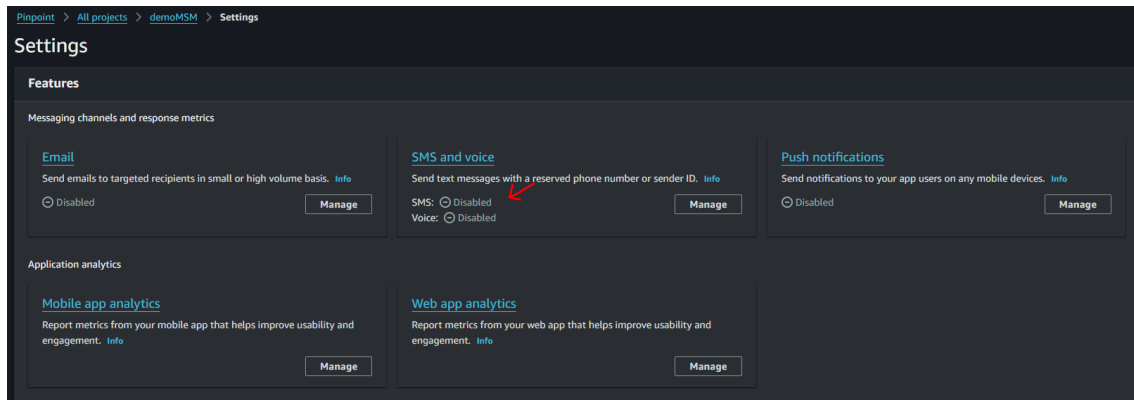 Pinpoint > All projects > demoMSM > Settings
Settings
Features
Messaging channels and response metrics
Email
Send emails to targeted recipients in small or high volume basis. Info
Disabled
Manage
SMS and voice
Send text messages with a reserved phone number or sender ID. Info
SMS: Disabled
Voice: Disabled
Manage
Push notifications
Send notifications to your app users on any mobile devices. Info
Disabled
Manage
Application analytics
Mobile app analytics
Report metrics from your mobile app that helps improve usability and
engagement. Info
Manage
Web app analytics
Report metrics from your web app that helps improve usability and
engagement. Info
Manage